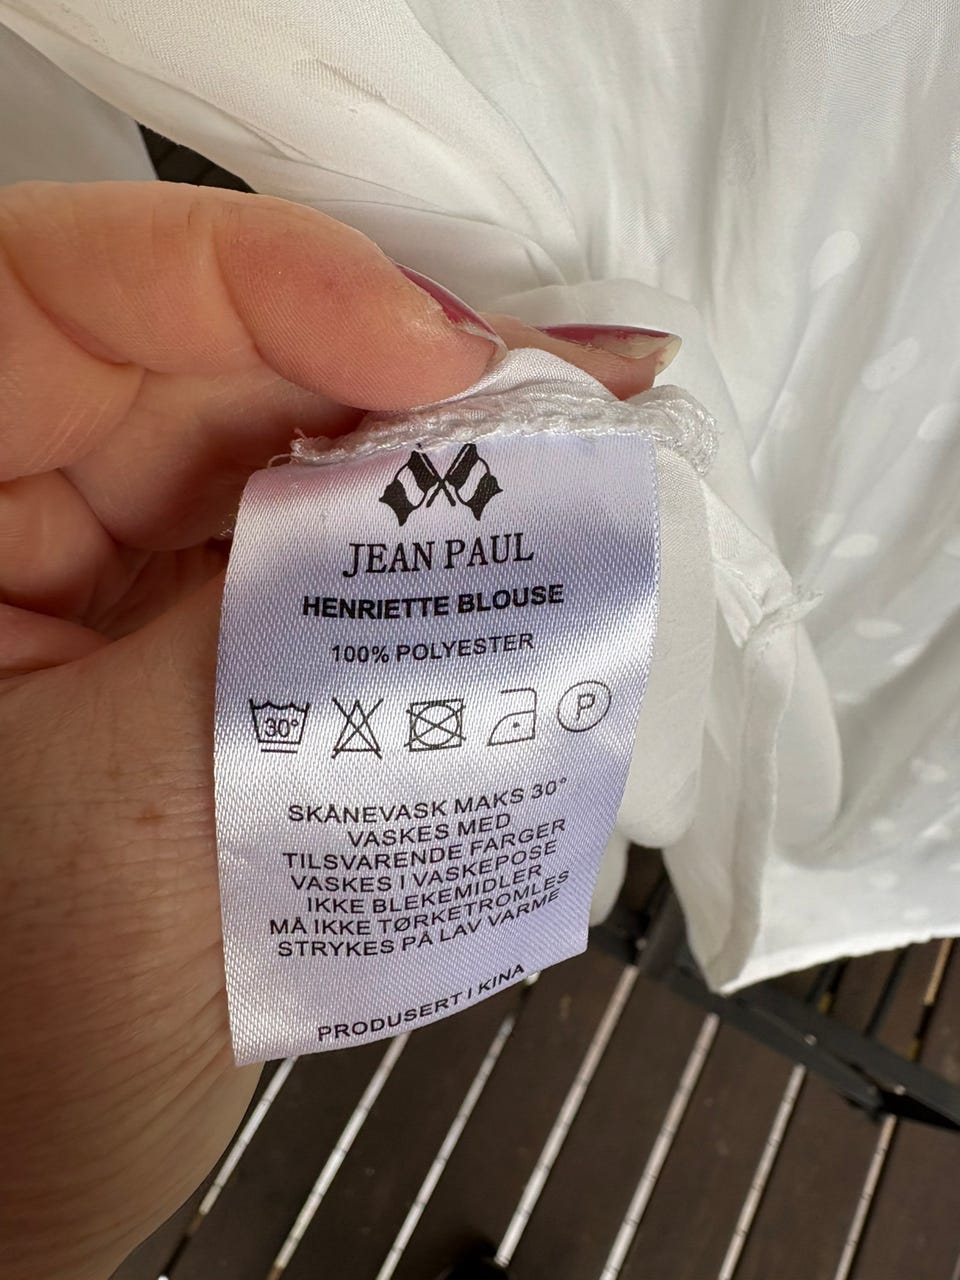 JEAN PAUL
HENRIETTE BLOUSE
100% POLYESTER
30° P
SKÅNEVASK MAKS 30°
VASKES MED
TILSVARENDE FARGER
VASKES I VASKEPOSE
IKKE BLEKEMIDLER
MÅ IKKE TØRKETROMLES
STRYKES PÅ LAV VARME
PRODUSERT I KINA